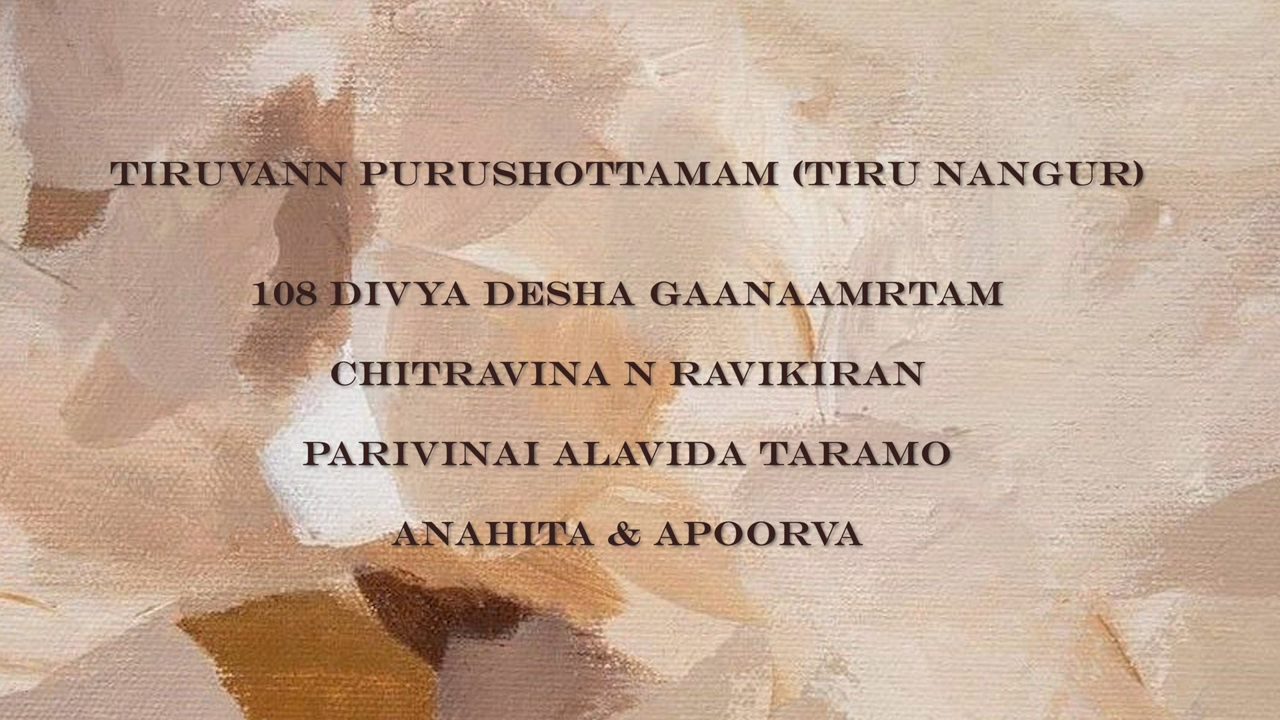 TIRUVANN PURUSHOTTAMAM (TIRU NANGUR)
108 DIVYA DESHA GAANAAMRTAM
CHITRAVINA N RAVIKIRAN
PARIVINAI ALAVIDA TARAMO
ANAHITA & APOORVA